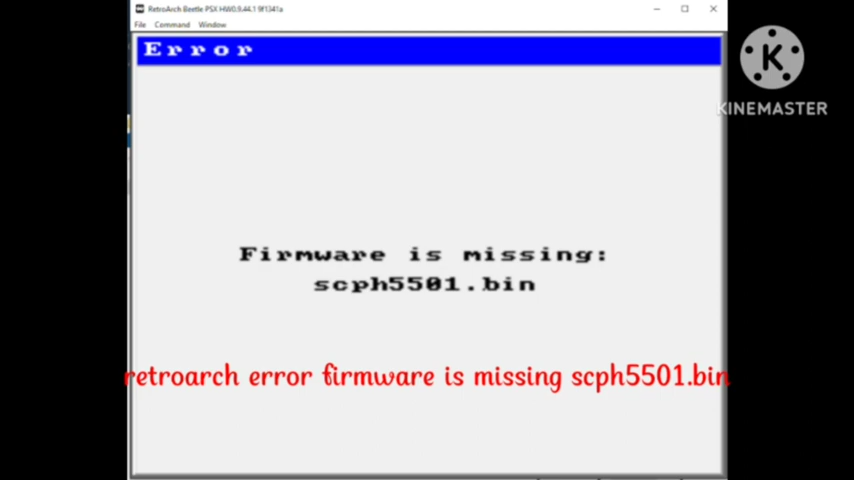 RetroArch Beetle PSX HW0.9.44.1 9f1341a
File Command Window
Error
KINEMASTER
Firmware is missing:
scph5501.bin
retroarch error firmware is missing scph5501.bin